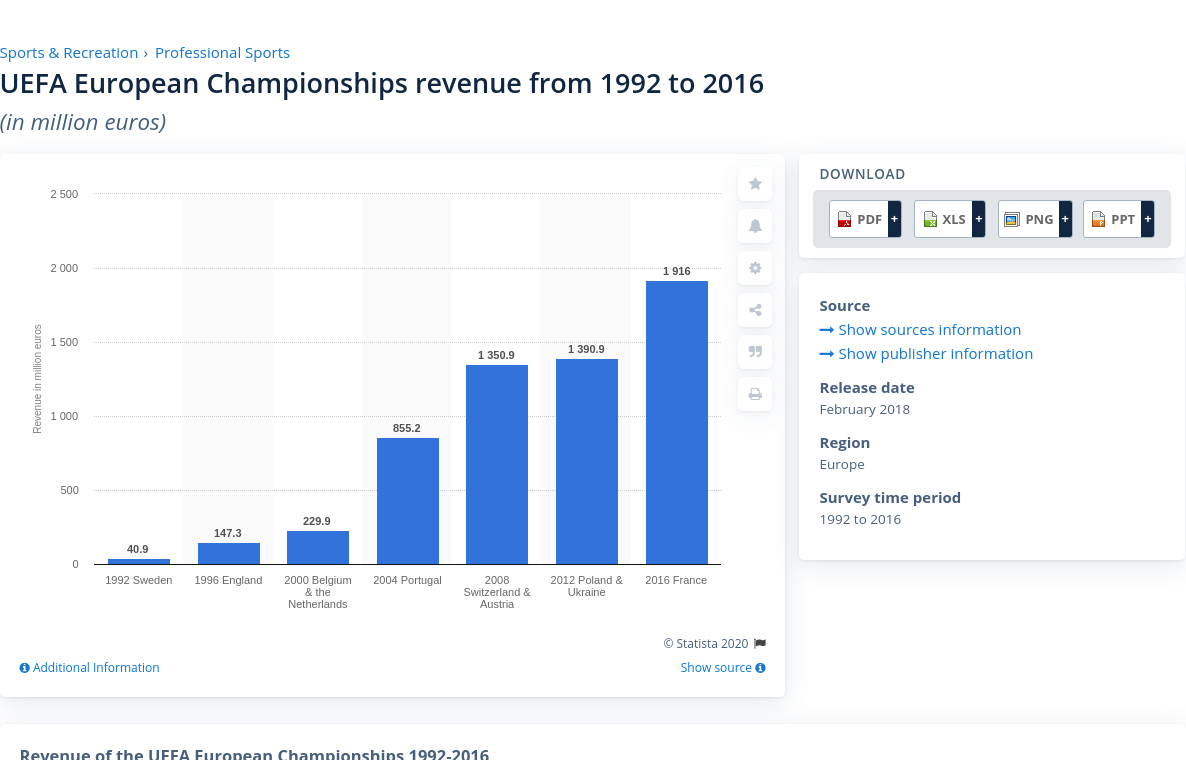 Sports & Recreation › Professional Sports
UEFA European Championships revenue from 1992 to 2016
(in million euros)
2 500
2 000
1 500
1 000
500
0
Revenue in million euros
40.9
147.3
229.9
855.2
1 350.9
1 390.9
1 916
1992 Sweden
1996 England
2000 Belgium
& the
Netherlands
2004 Portugal
2008
Switzerland &
Austria
2012 Poland &
Ukraine
2016 France
© Statista 2020
Additional Information
Show source
DOWNLOAD
PDF +
XLS +
PNG +
PPT +
Source
Show sources information
Show publisher information
Release date
February 2018
Region
Europe
Survey time period
1992 to 2016
Revenue of the UEFA European Championships 1992-2016